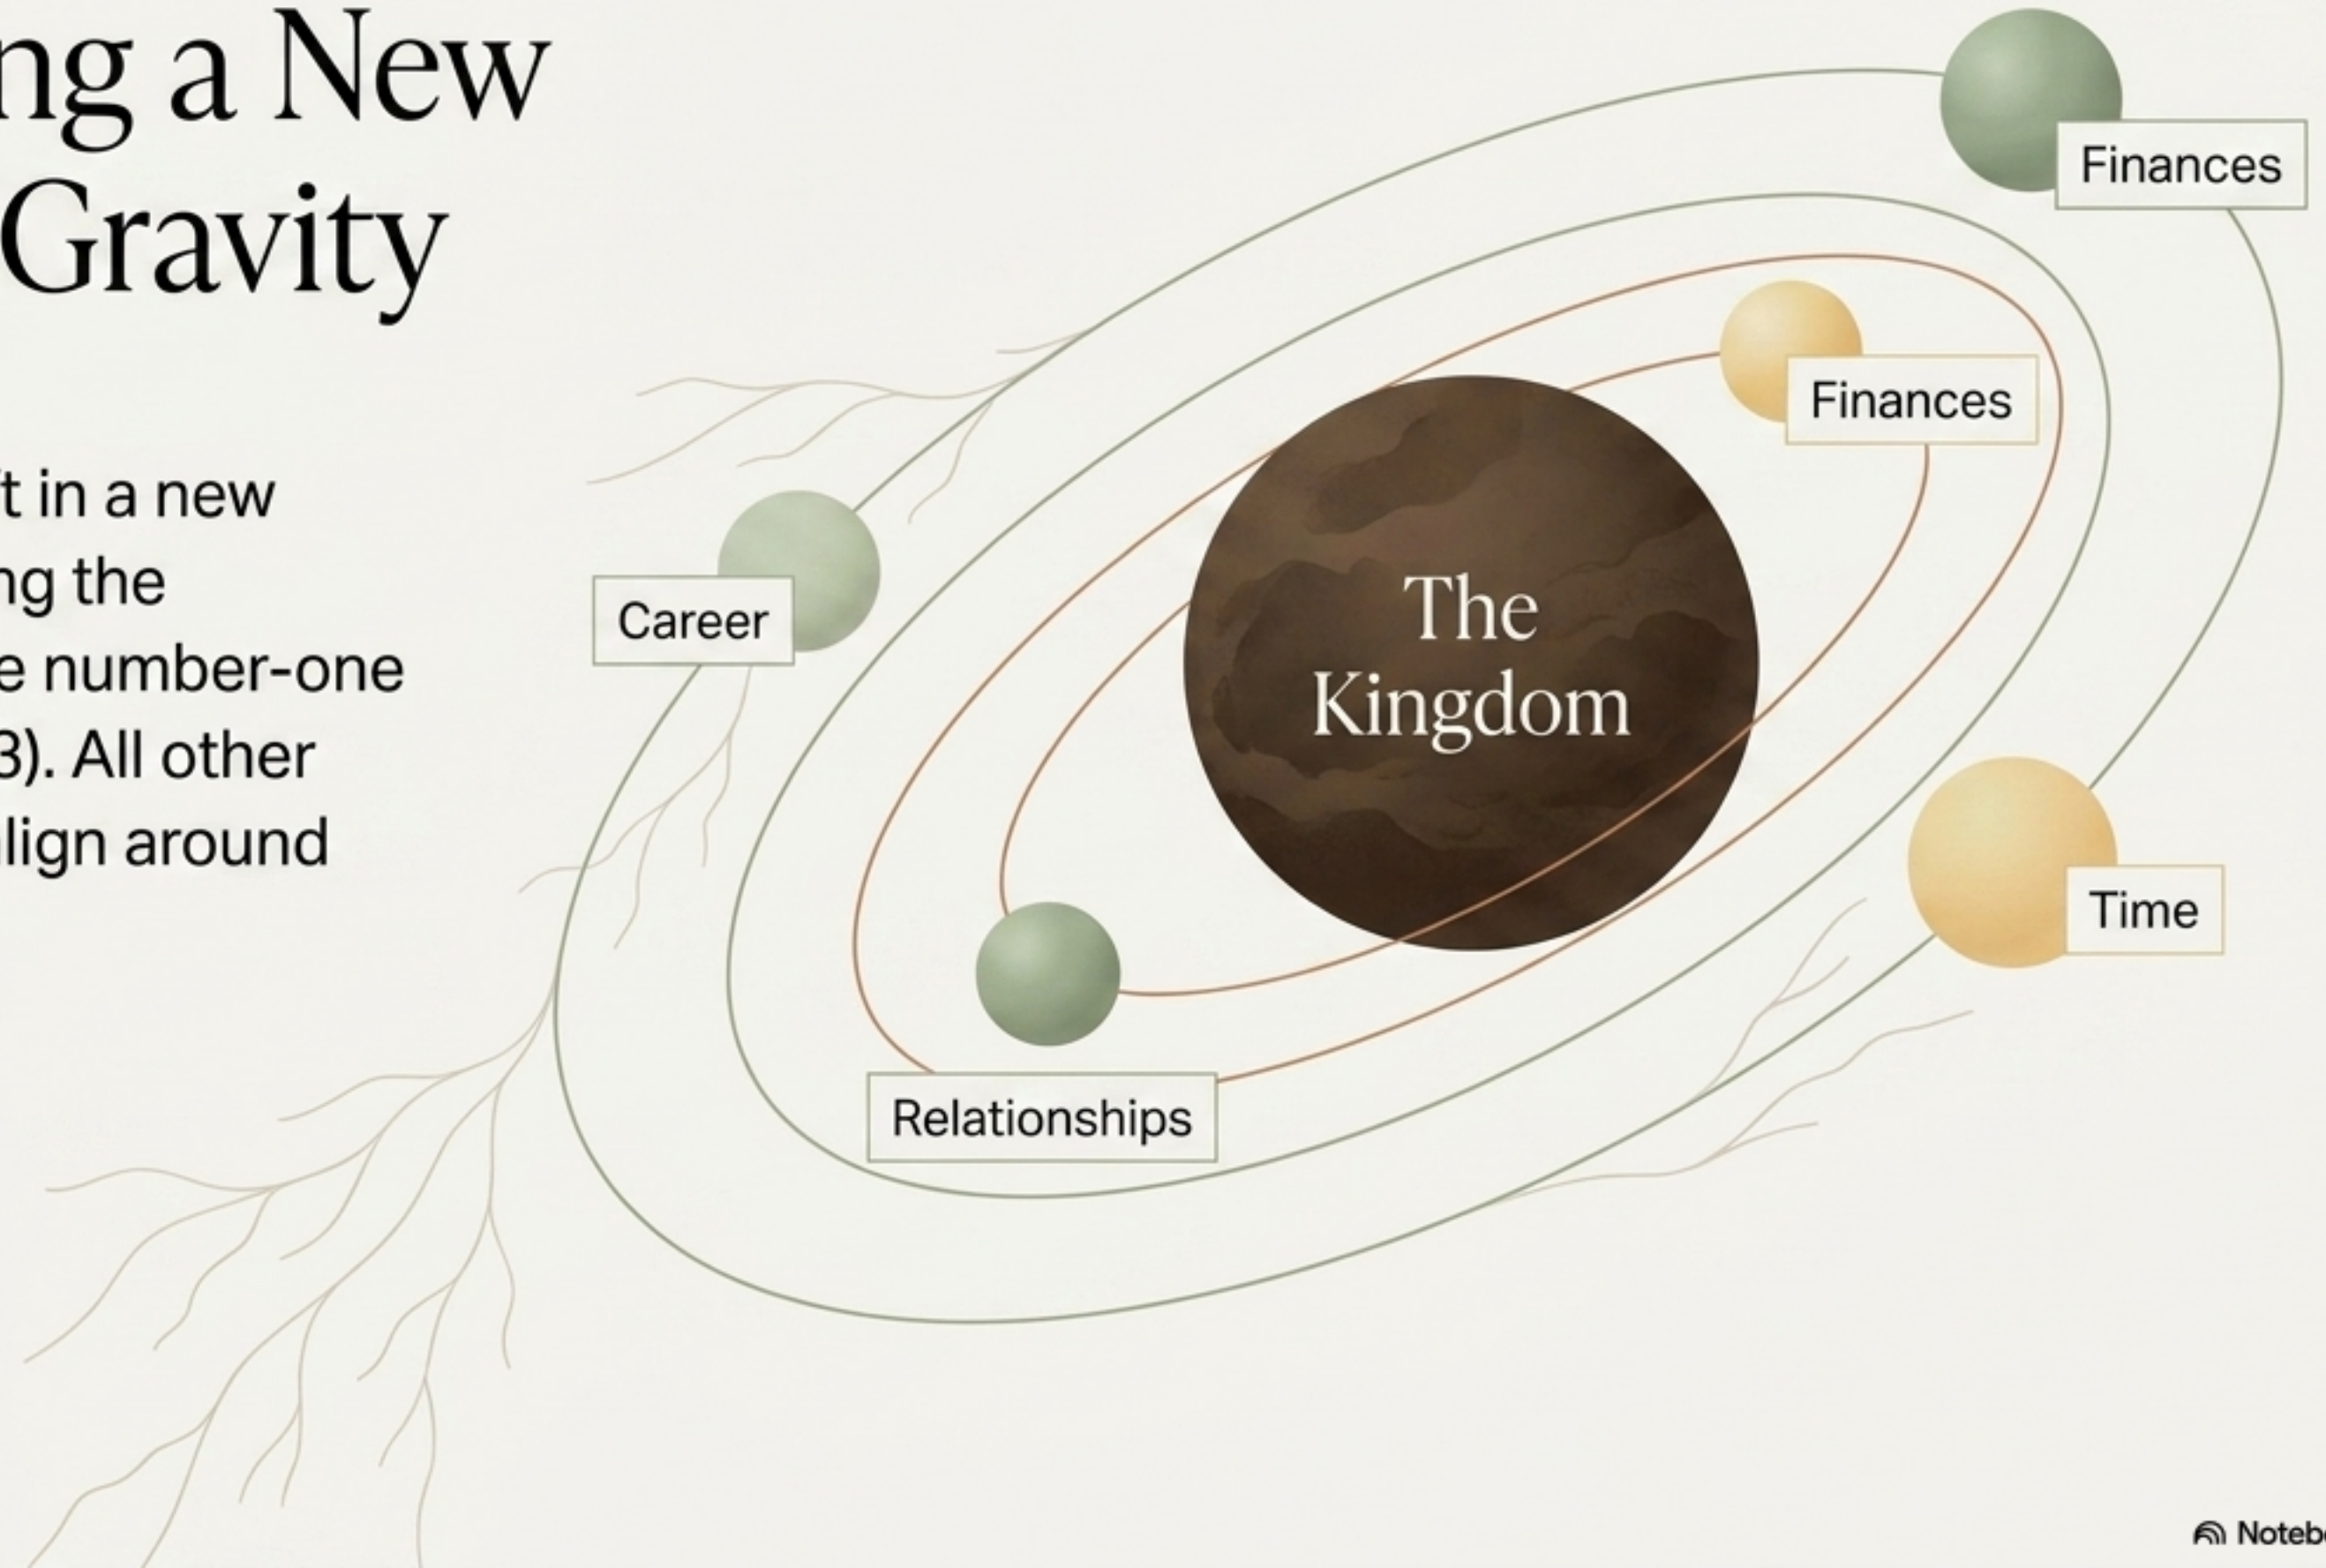 ng a New
Gravity
t in a new
ng the
e number-one
3). All other
lign around
Finances
Finances
Career
The
Kingdom
Time
Relationships
Noteb